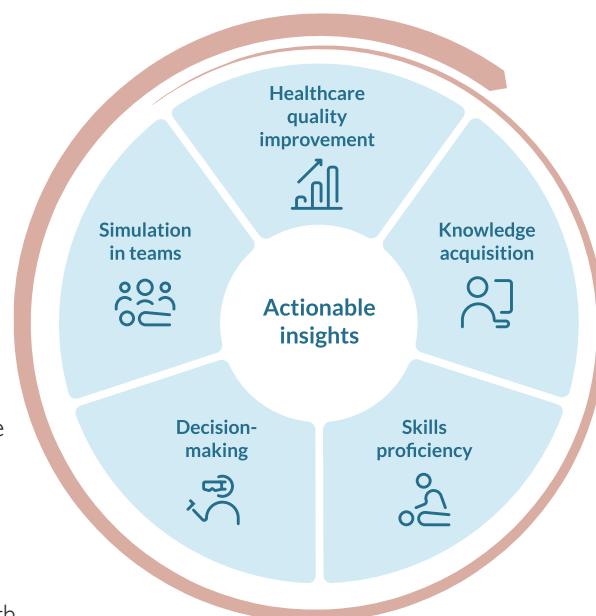 Healthcare
quality
improvement
Knowledge
acquisition
Skills
proficiency
Decision-
making
Simulation
in teams
Actionable
insights